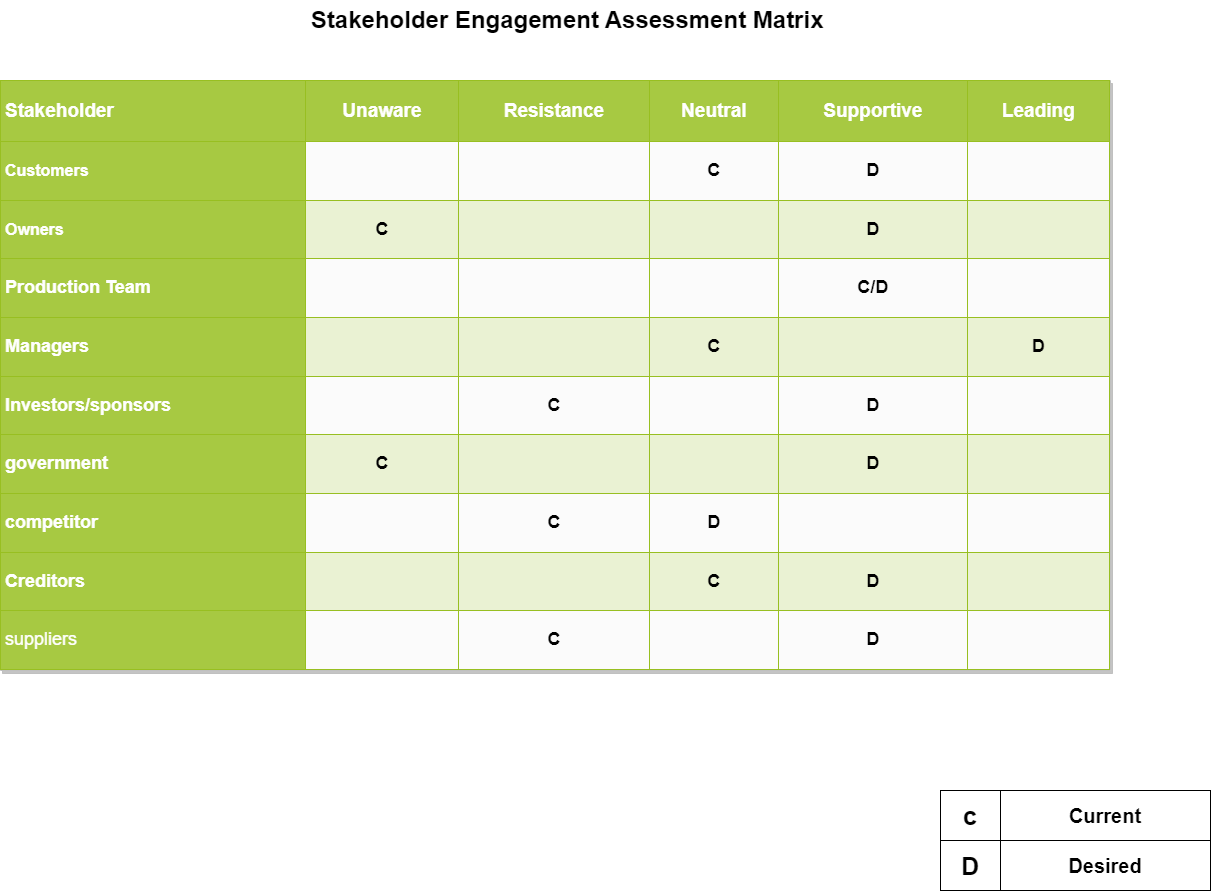 Stakeholder Engagement Assessment Matrix
Stakeholder Unaware Resistance Neutral Supportive Leading
Customers C D
Owners C D
Production Team C/D
Managers C D
Investors/sponsors C D
government C D
competitor C D
Creditors C D
suppliers C D
c Current
D Desired